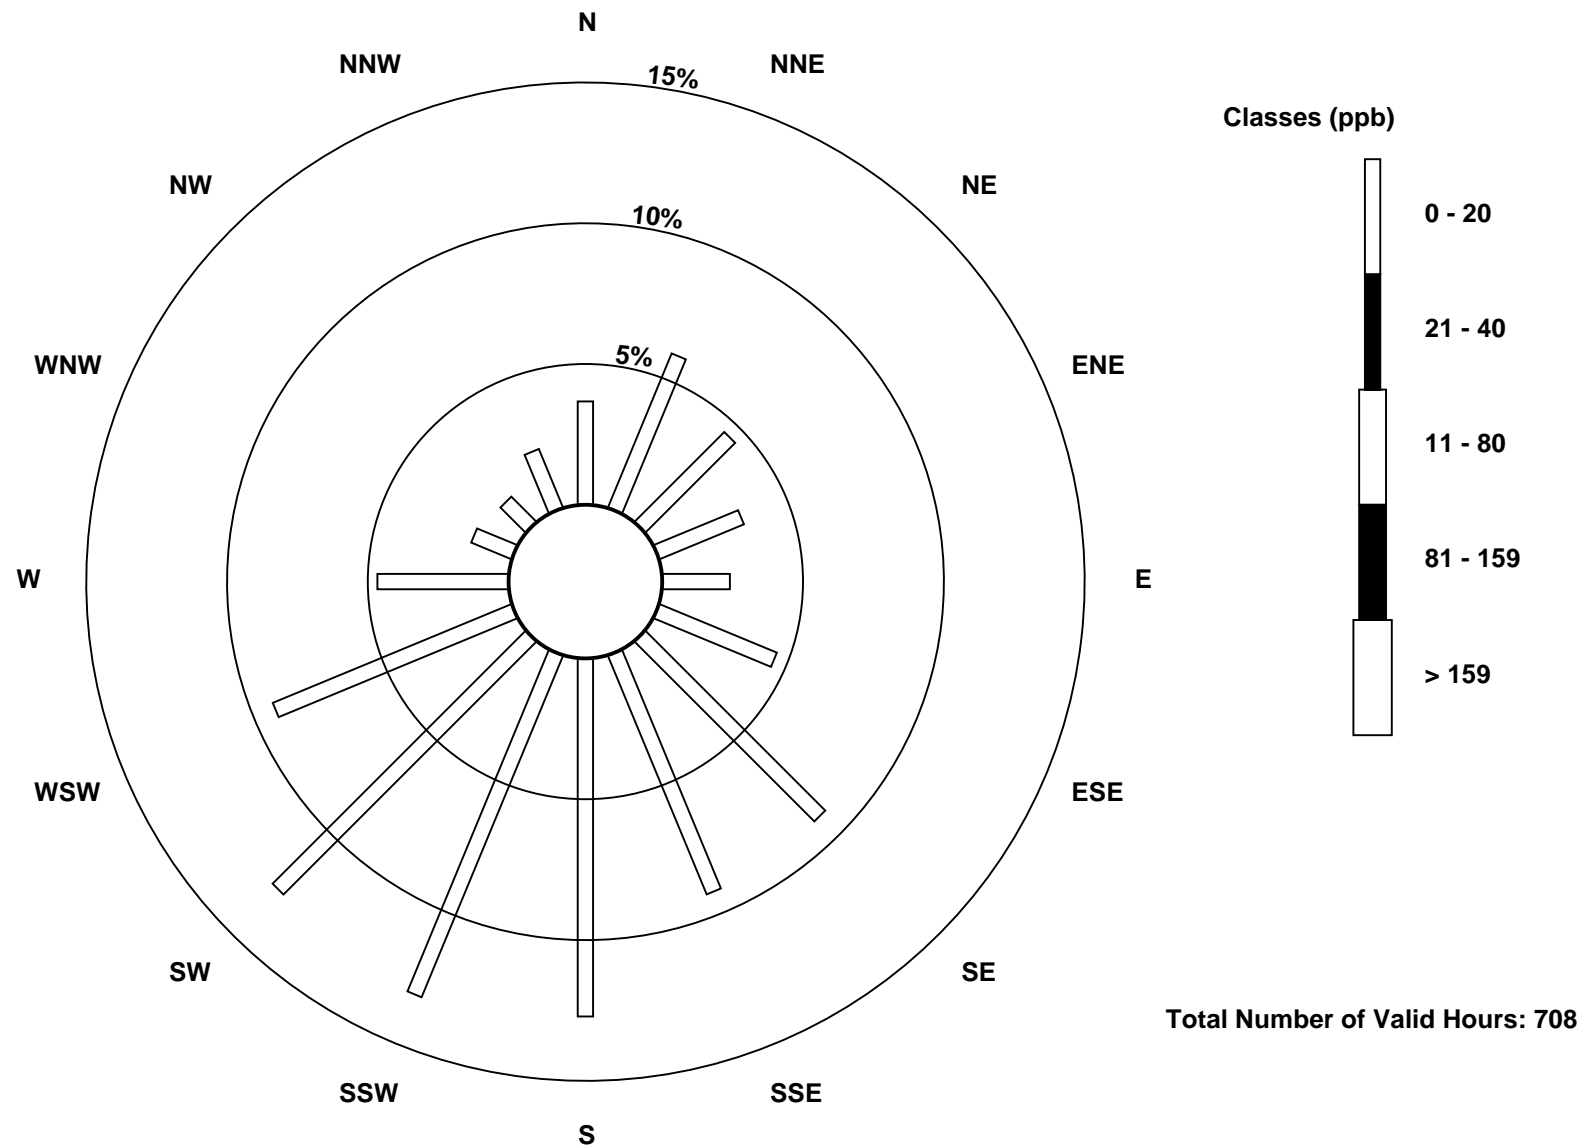 N
NNW
NNE
15%
Classes (ppb)
NW
NE
10%
0 - 20
21 - 40
5%
WNW
ENE
11 - 80
81 - 159
W
E
> 159
WSW
ESE
SW
SE
Total Number of Valid Hours: 708
SSW
SSE
S